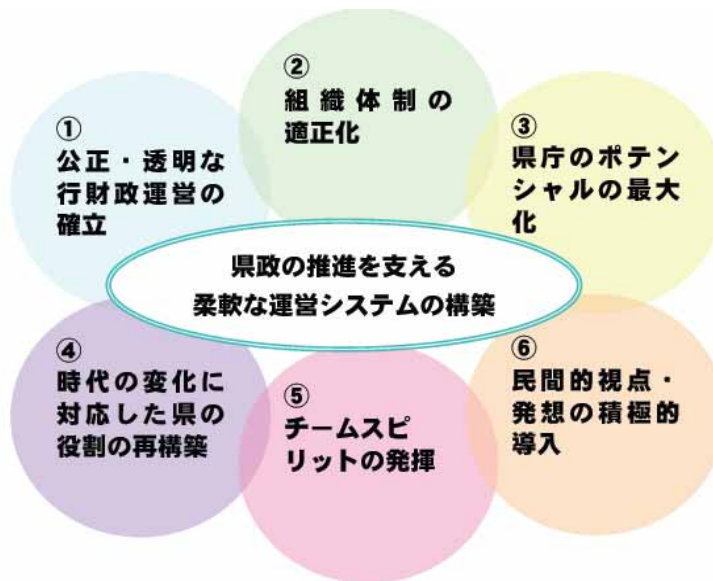 ①
公正・透明な
行財政運営の
確立
②
組織体制の
適正化
③
県庁のポテン
シャルの最大
化
県政の推進を支える
柔軟な運営システムの構築
④
時代の変化に
対応した県の
役割の再構築
⑤
チームスピ
リットの発揮
⑥
民間的視点・
発想の積極的
導入